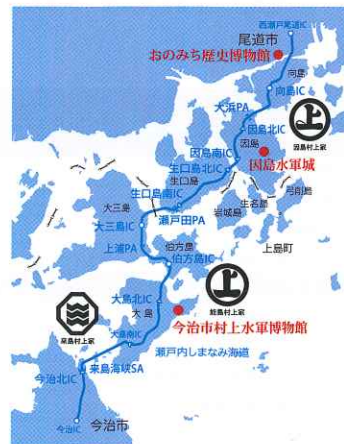 西瀬戸尾道IC
尾道市
おのみち歴史博物館
向島
向島IC
大浜PA
因島北IC
因島
因島村上家
因島南IC
因島水軍城
生口島北IC
生口島
生口島南IC
生名島
弓削島
岩城島
大三島
瀬戸田PA
大三島IC
上島町
上浦PA
伯方島
伯方島IC
大島北IC
大島
能島村上家
今治市村上水軍博物館
来島村上家
大島南IC
瀬戸内しまなみ海道
来島海峡SA
今治北IC
今治IC
今治市